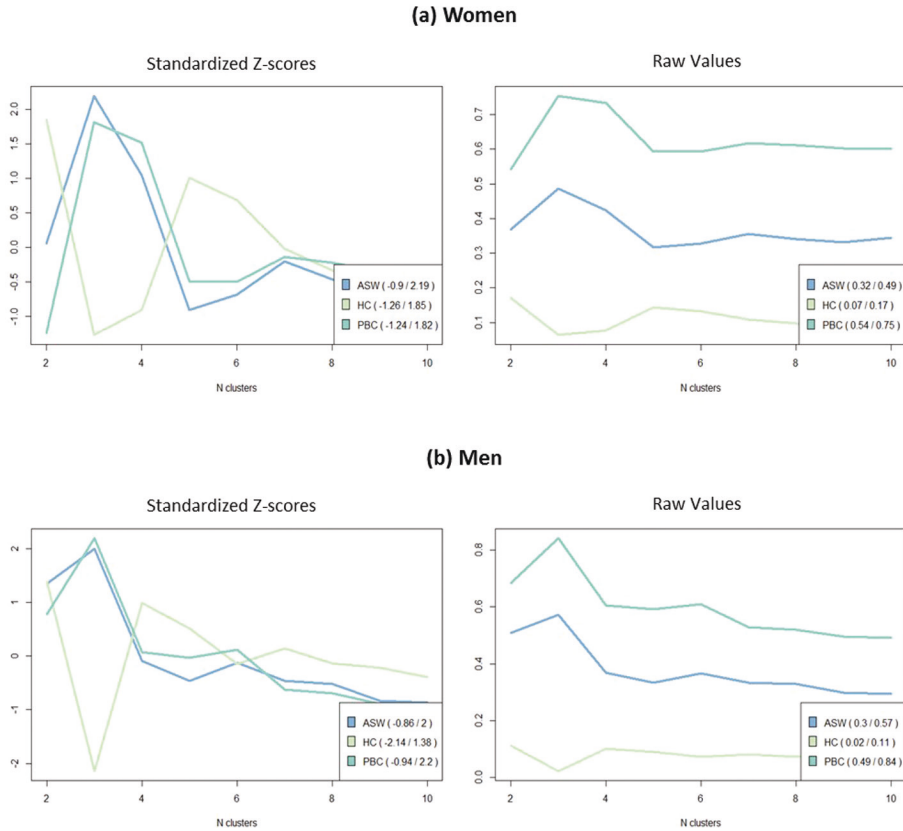 (a) Women
Standardized Z-scores
Raw Values
2.0
1.5
1.0
0.5
0.0
-0.5
-1.0
2
4
6
8
10
N clusters
ASW ( -0.9 / 2.19)
HC ( -1.26 / 1.85)
PBC ( -1.24 / 1.82)
0.7
0.6
0.5
0.4
0.3
0.2
0.1
2
4
6
8
10
N clusters
ASW ( 0.32 / 0.49)
HC ( 0.07 / 0.17)
PBC ( 0.54 / 0.75)
(b) Men
Standardized Z-scores
Raw Values
2
1
0
-1
-2
2
4
6
8
10
N clusters
ASW ( -0.86 / 2)
HC ( -2.14 / 1.38)
PBC ( -0.94 / 2.2)
0.8
0.6
0.4
0.2
0.0
2
4
6
8
10
N clusters
ASW ( 0.3 / 0.57)
HC ( 0.02 / 0.11)
PBC ( 0.49 / 0.84)